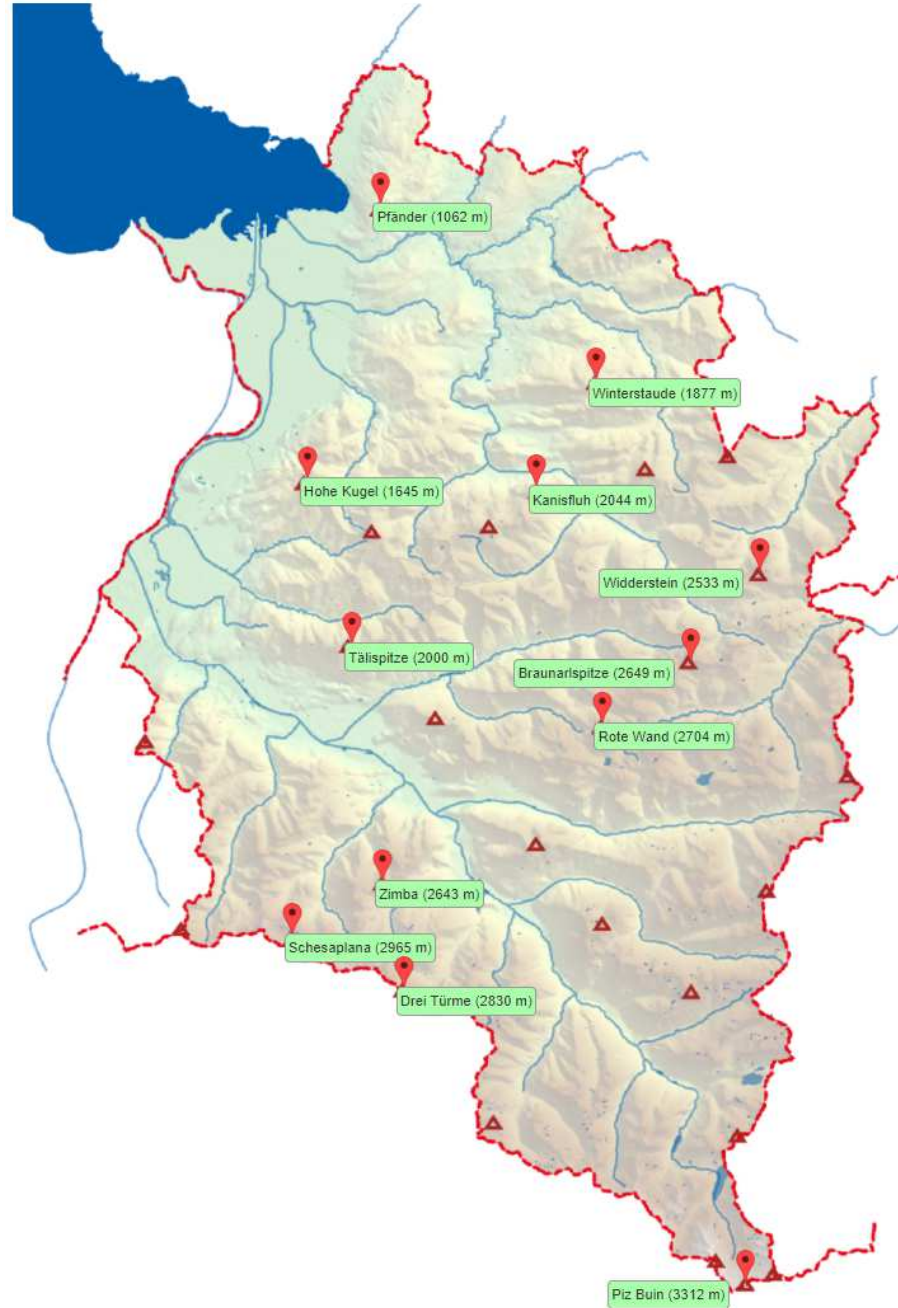 Pfänder (1062 m)
Winterstaude (1877 m)
Hohe Kugel (1645 m)
Kanisfluh (2044 m)
Widderstein (2533 m)
Tälispitze (2000 m)
Braunarlspitze (2649 m)
Rote Wand (2704 m)
Zimba (2643 m)
Schesaplana (2965 m)
Drei Türme (2830 m)
Piz Buin (3312 m)